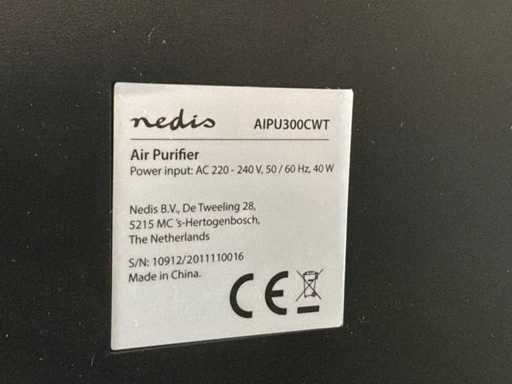 nedis AIPU300CWT
Air Purifier
Power input: AC 220 - 240 V, 50 / 60 Hz, 40 W
Nedis B.V., De Tweeling 28,
5215 MC 's-Hertogenbosch,
The Netherlands
S/N: 10912/2011110016
Made in China.
CE